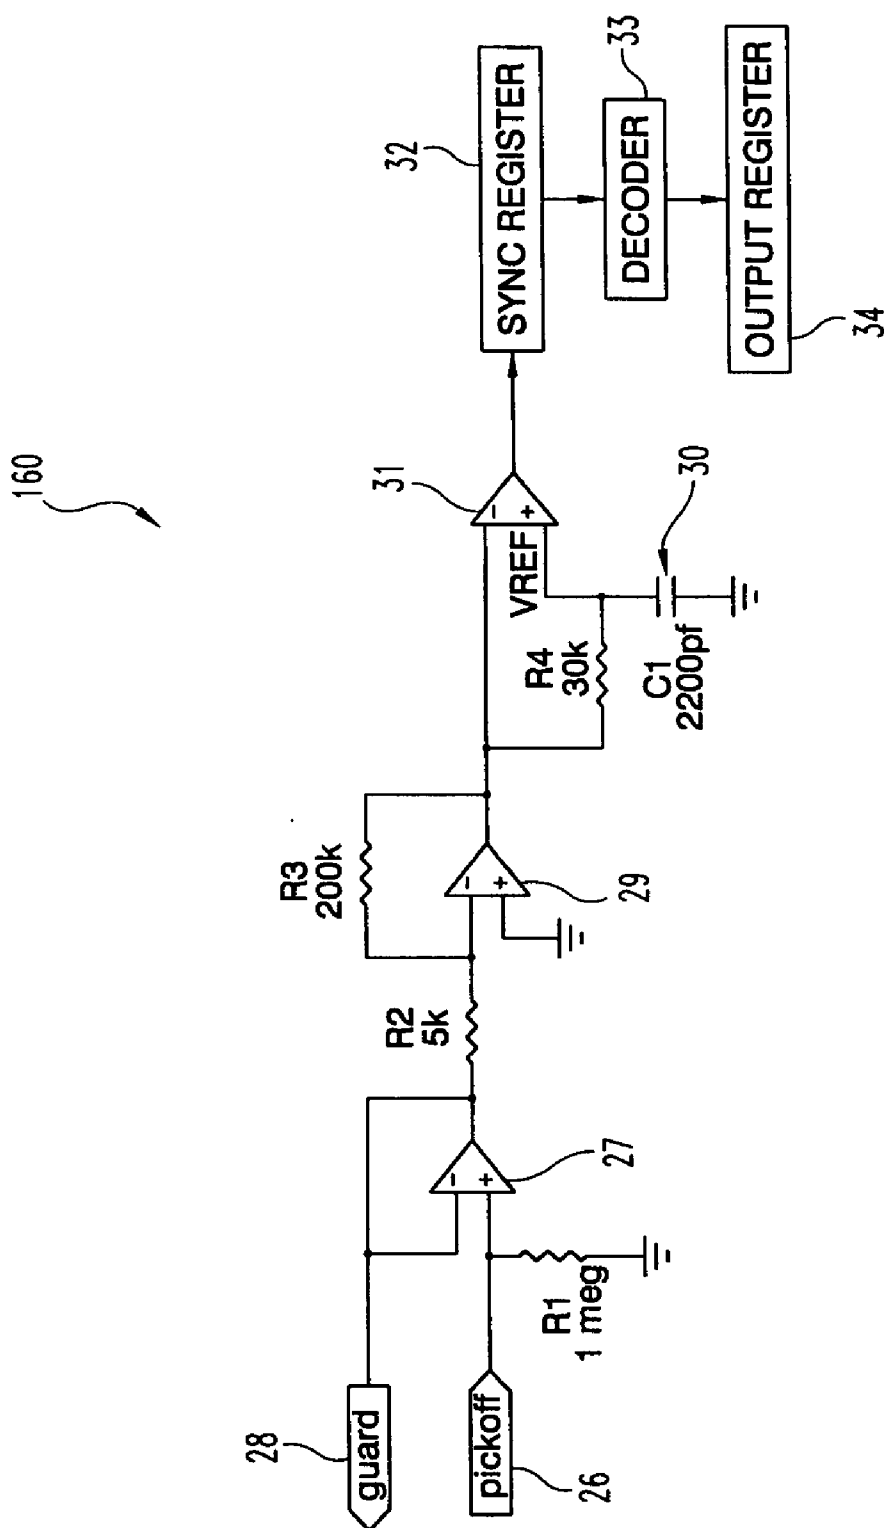 160
28
guard
pickoff
26
R1
1 meg
-
+
27
R2
5k
R3
200k
-
+
29
R4
30k
VREF
C1
2200pf
30
-
+
31
32
SYNC REGISTER
33
DECODER
OUTPUT REGISTER
34